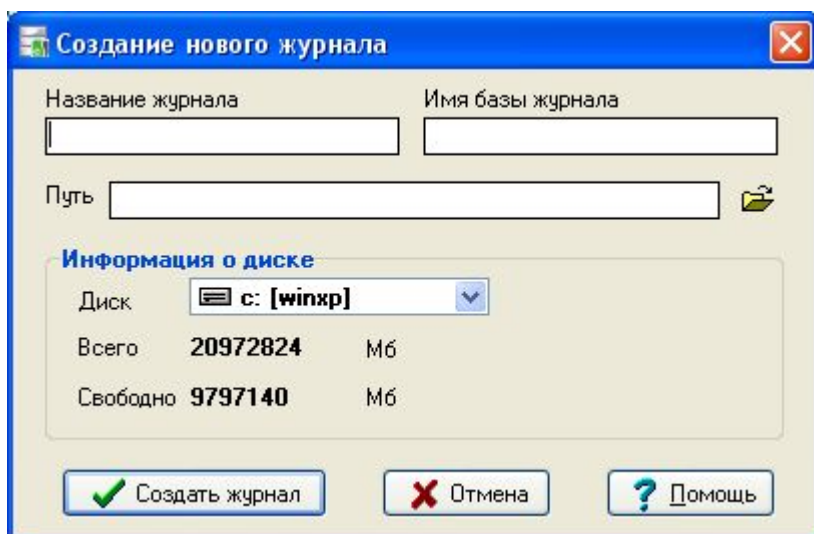 Создание нового журнала
Название журнала Имя базы журнала
Путь
Информация о диске
Диск c: [winxp]
Всего 20972824 Мб
Свободно 9797140 Мб
Создать журнал Отмена Помощь